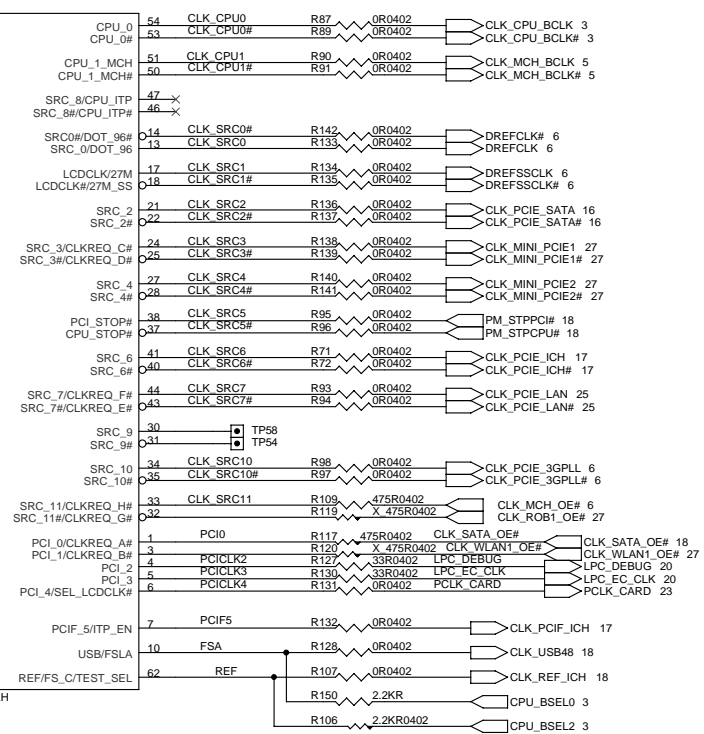 CPU_0 54 CLK_CPU0 R87 0R0402 CLK_CPU_BCLK 3
CPU_0# 53 CLK_CPU0# R89 0R0402 CLK_CPU_BCLK# 3
CPU_1_MCH 51 CLK_CPU1 R90 0R0402 CLK_MCH_BCLK 5
CPU_1_MCH# 50 CLK_CPU1# R91 0R0402 CLK_MCH_BCLK# 5
SRC_8/CPU_ITP 47
SRC_8#/CPU_ITP# 46
SRC0#/DOT_96# 14 CLK_SRC0# R142 0R0402 DREFCLK# 6
SRC_0/DOT_96 13 CLK_SRC0 R133 0R0402 DREFCLK 6
LCDCLK/27M 17 CLK_SRC1 R134 0R0402 DREFSSCLK 6
LCDCLK#/27M_SS 18 CLK_SRC1# R135 0R0402 DREFSSCLK# 6
SRC_2 21 CLK_SRC2 R136 0R0402 CLK_PCIE_SATA 16
SRC_2# 22 CLK_SRC2# R137 0R0402 CLK_PCIE_SATA# 16
SRC_3/CLKREQ_C# 24 CLK_SRC3 R138 0R0402 CLK_MINI_PCIE1 27
SRC_3#/CLKREQ_D# 25 CLK_SRC3# R139 0R0402 CLK_MINI_PCIE1# 27
SRC_4 27 CLK_SRC4 R140 0R0402 CLK_MINI_PCIE2 27
SRC_4# 28 CLK_SRC4# R141 0R0402 CLK_MINI_PCIE2# 27
PCI_STOP# 38 CLK_SRC5 R95 0R0402 PM_STPPCI# 18
CPU_STOP# 37 CLK_SRC5# R96 0R0402 PM_STPCPU# 18
SRC_6 41 CLK_SRC6 R71 0R0402 CLK_PCIE_ICH 17
SRC_6# 40 CLK_SRC6# R72 0R0402 CLK_PCIE_ICH# 17
SRC_7/CLKREQ_F# 44 CLK_SRC7 R93 0R0402 CLK_PCIE_LAN 25
SRC_7#/CLKREQ_E# 43 CLK_SRC7# R94 0R0402 CLK_PCIE_LAN# 25
SRC_9 30 TP58
SRC_9# 31 TP54
SRC_10 34 CLK_SRC10 R98 0R0402 CLK_PCIE_3GPLL 6
SRC_10# 35 CLK_SRC10# R97 0R0402 CLK_PCIE_3GPLL# 6
SRC_11/CLKREQ_H# 33 CLK_SRC11 R109 475R0402 CLK_MCH_OE# 6
SRC_11#/CLKREQ_G# 32 R119 X_475R0402 CLK_ROB1_OE# 27
PCI_0/CLKREQ_A# 1 PCI0 R117 475R0402 CLK_SATA_OE# CLK_SATA_OE# 18
PCI_1/CLKREQ_B# 3 R120 X_475R0402 CLK_WLAN1_OE# CLK_WLAN1_OE# 27
PCI_2 4 PCICLK2 R127 33R0402 LPC_DEBUG LPC_DEBUG 20
PCI_3 5 PCICLK3 R130 33R0402 LPC_EC_CLK LPC_EC_CLK 20
PCI_4/SEL_LCDCLK# 6 PCICLK4 R131 0R0402 PCLK_CARD PCLK_CARD 23
PCIF_5/ITP_EN 7 PCIF5 R132 0R0402 CLK_PCIF_ICH 17
USB/FSLA 10 FSA R128 0R0402 CLK_USB48 18
REF/FS_C/TEST_SEL 62 REF R107 0R0402 CLK_REF_ICH 18
R150 2.2KR CPU_BSEL0 3
R106 2.2KR0402 CPU_BSEL2 3